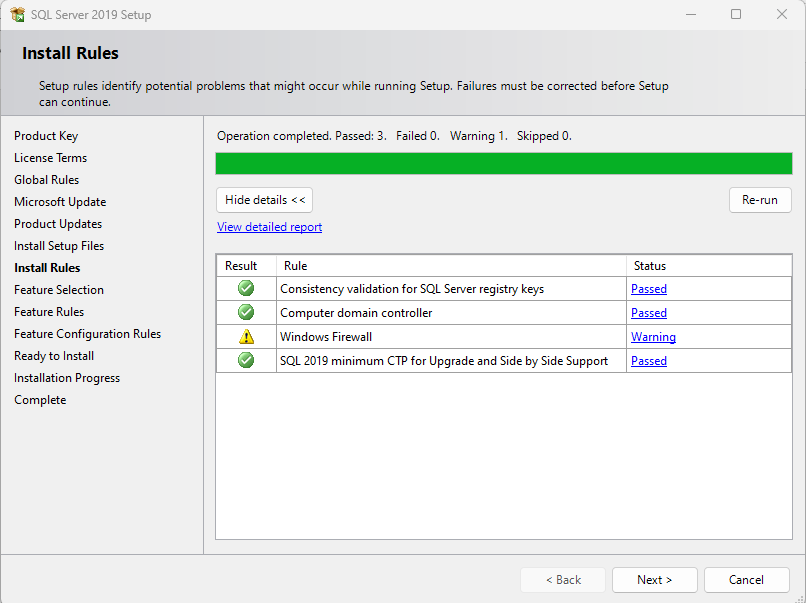 SQL Server 2019 Setup
Install Rules
Setup rules identify potential problems that might occur while running Setup. Failures must be corrected before Setup
can continue.
Product Key
License Terms
Global Rules
Microsoft Update
Product Updates
Install Setup Files
Install Rules
Feature Selection
Feature Rules
Feature Configuration Rules
Ready to Install
Installation Progress
Complete
Operation completed. Passed: 3.   Failed 0.   Warning 1.   Skipped 0.
Hide details <<
Re-run
View detailed report
Result Rule Status
Consistency validation for SQL Server registry keys Passed
Computer domain controller Passed
Windows Firewall Warning
SQL 2019 minimum CTP for Upgrade and Side by Side Support Passed
< Back Next > Cancel